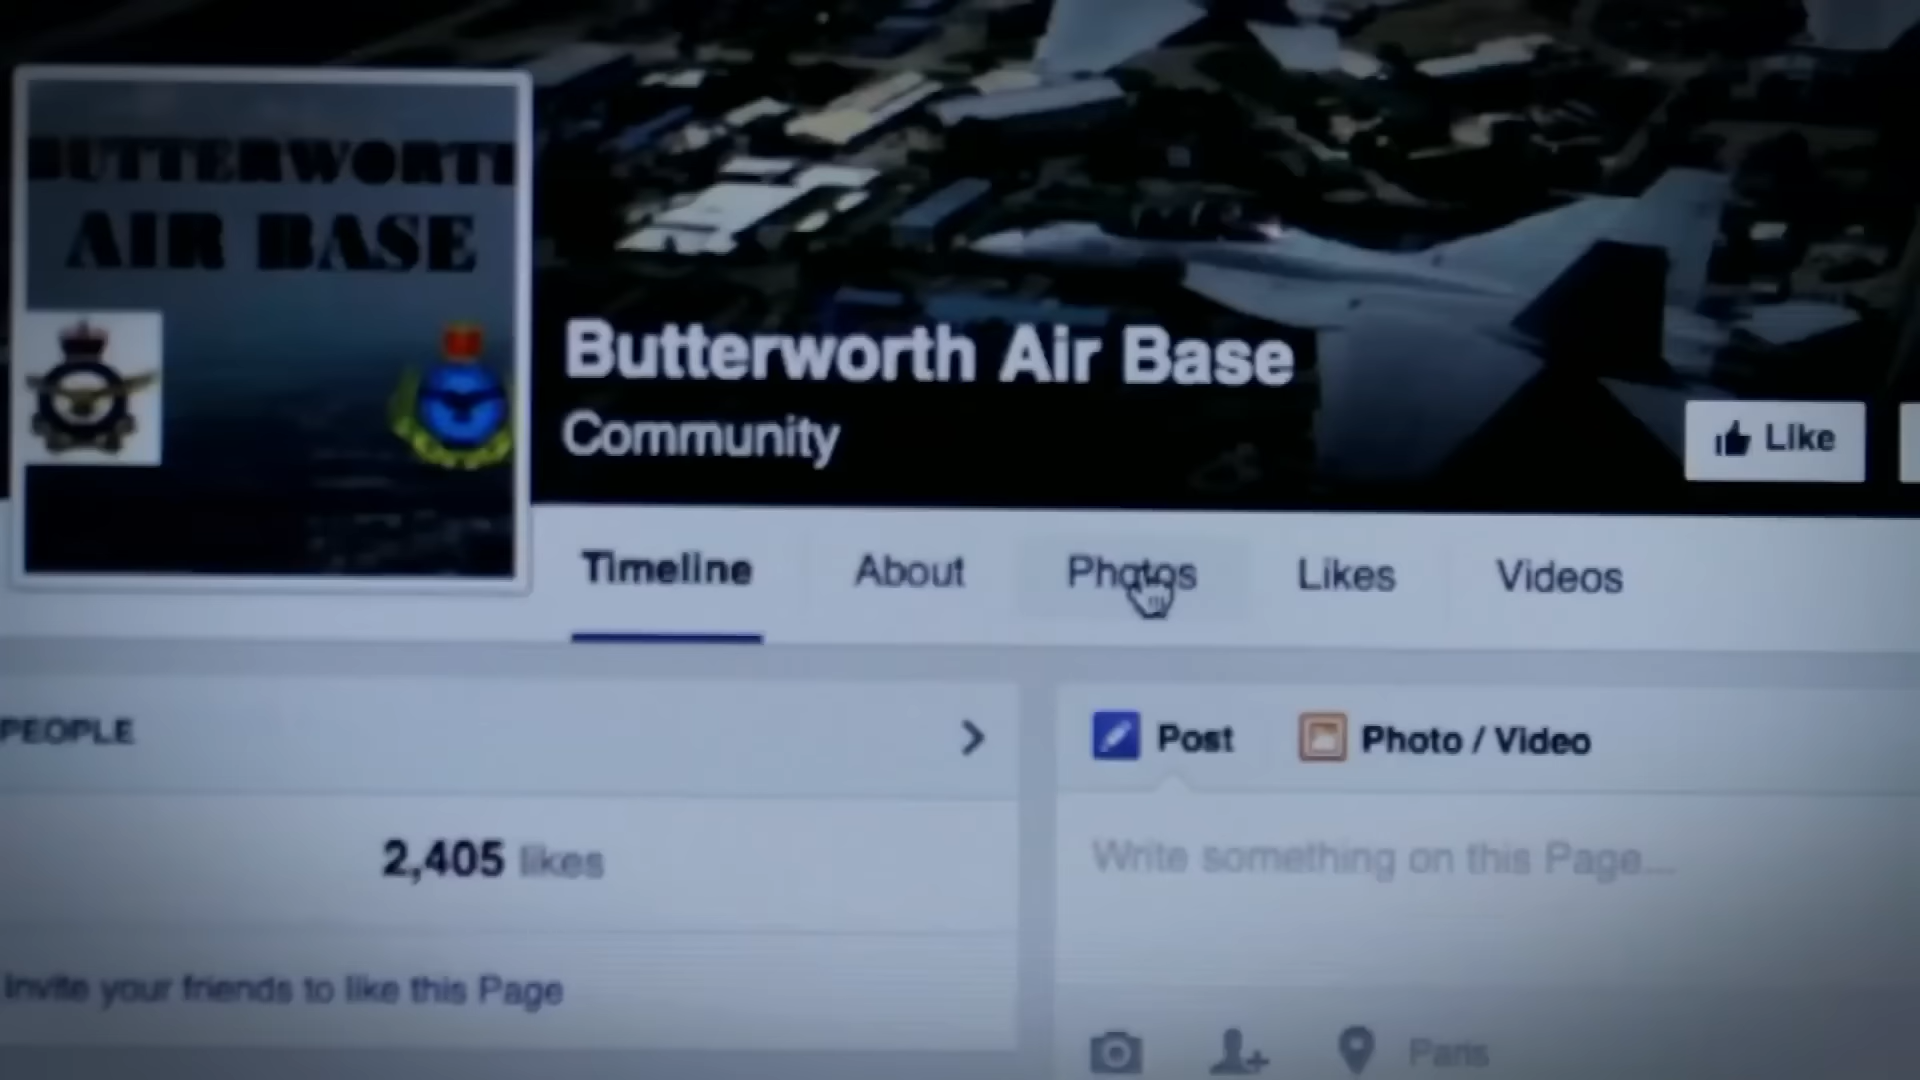 BUTTERWORTH
AIR BASE
Butterworth Air Base
Community
Like
Timeline
About
Photos
Likes
Videos
PEOPLE
Post
Photo / Video
2,405 likes
Write something on this Page...
Invite your friends to like this Page
Paris